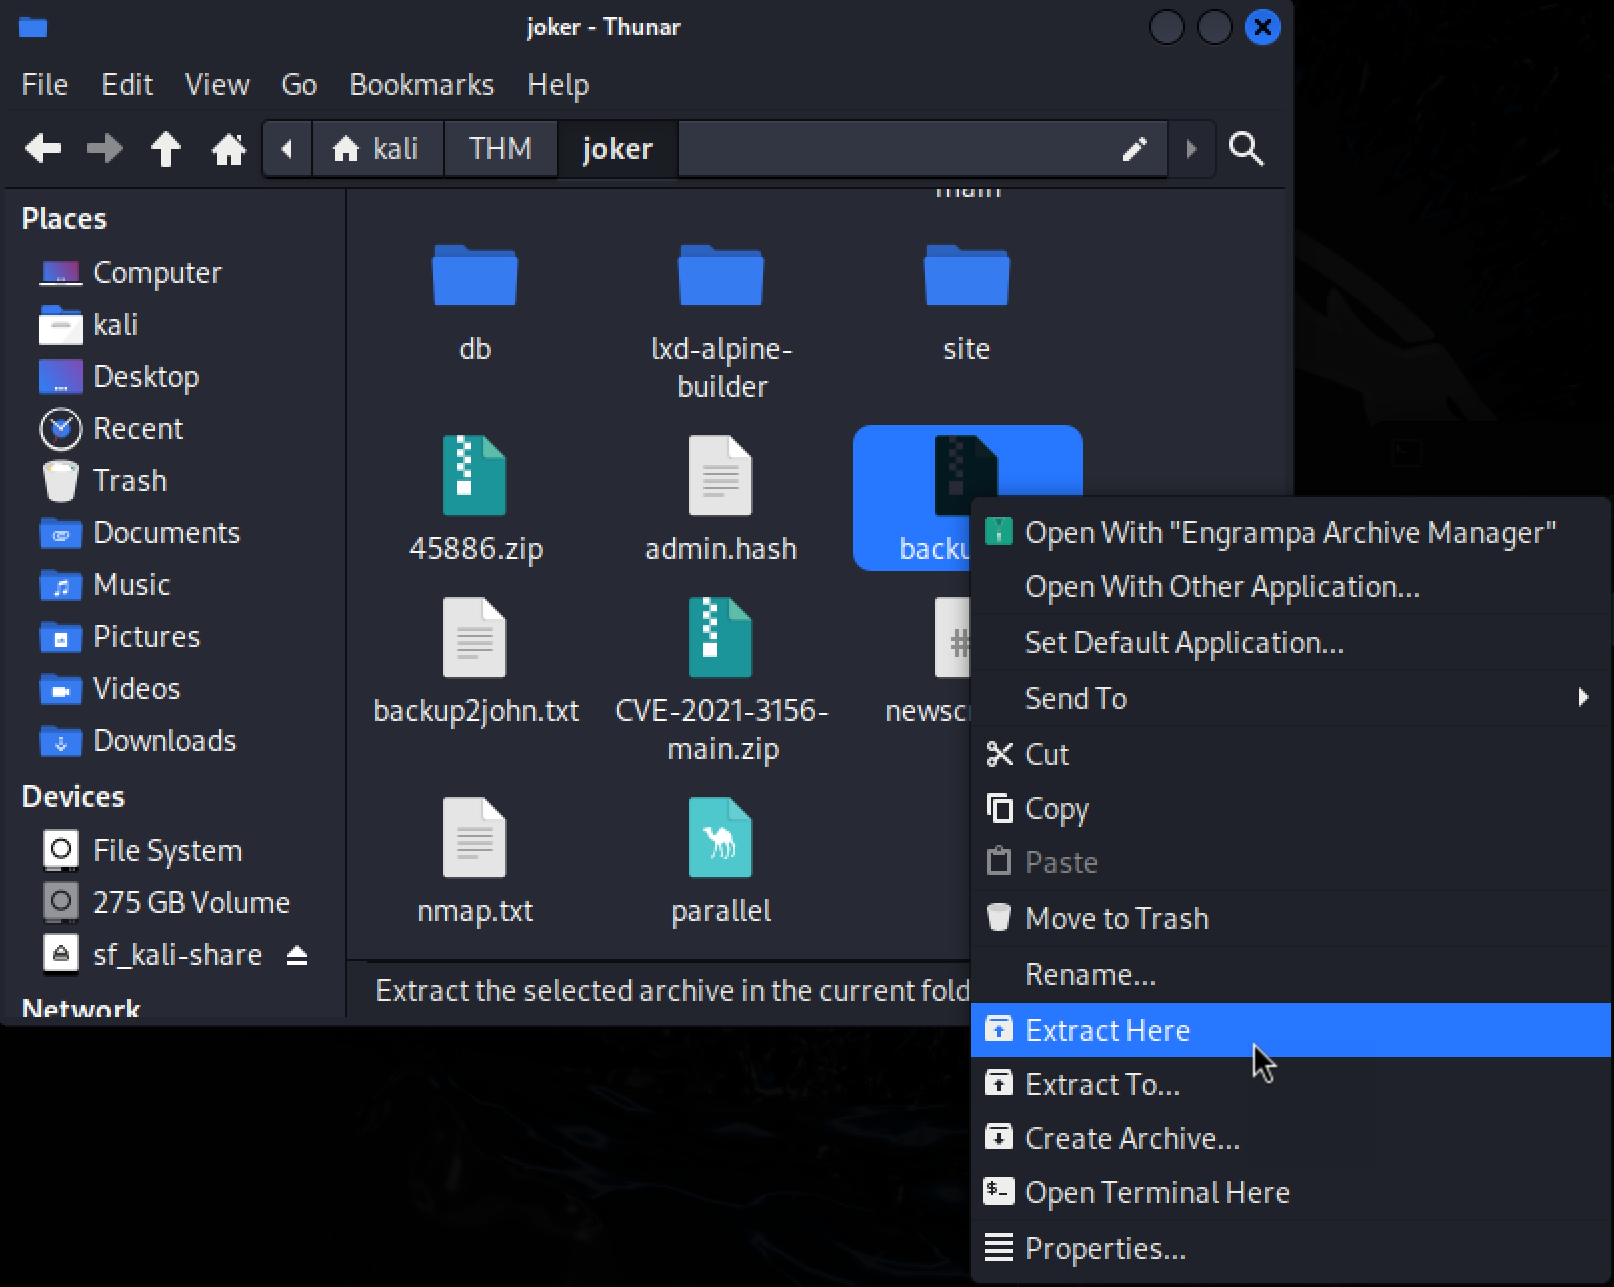 joker - Thunar
File Edit View Go Bookmarks Help
kali THM joker
Places
Computer
kali
Desktop
Recent
Trash
Documents
Music
Pictures
Videos
Downloads
Devices
File System
275 GB Volume
sf_kali-share
Network
main
db
lxd-alpine-
builder
site
45886.zip
admin.hash
backu
backup2john.txt
CVE-2021-3156-
main.zip
newsc
nmap.txt
parallel
Extract the selected archive in the current fold
Open With "Engrampa Archive Manager"
Open With Other Application...
Set Default Application...
Send To
Cut
Copy
Paste
Move to Trash
Rename...
Extract Here
Extract To...
Create Archive...
$_ Open Terminal Here
Properties...